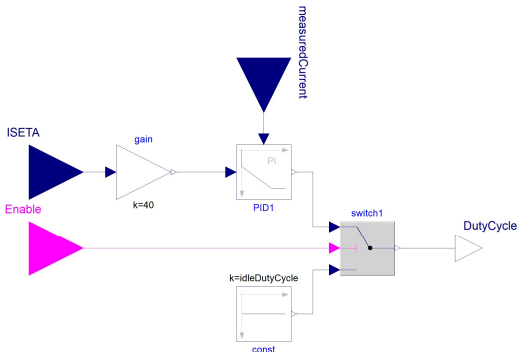 measuredCurrent
ISETA
gain
PI
k=40
PID1
Enable
switch1
DutyCycle
k=idleDutyCycle
const